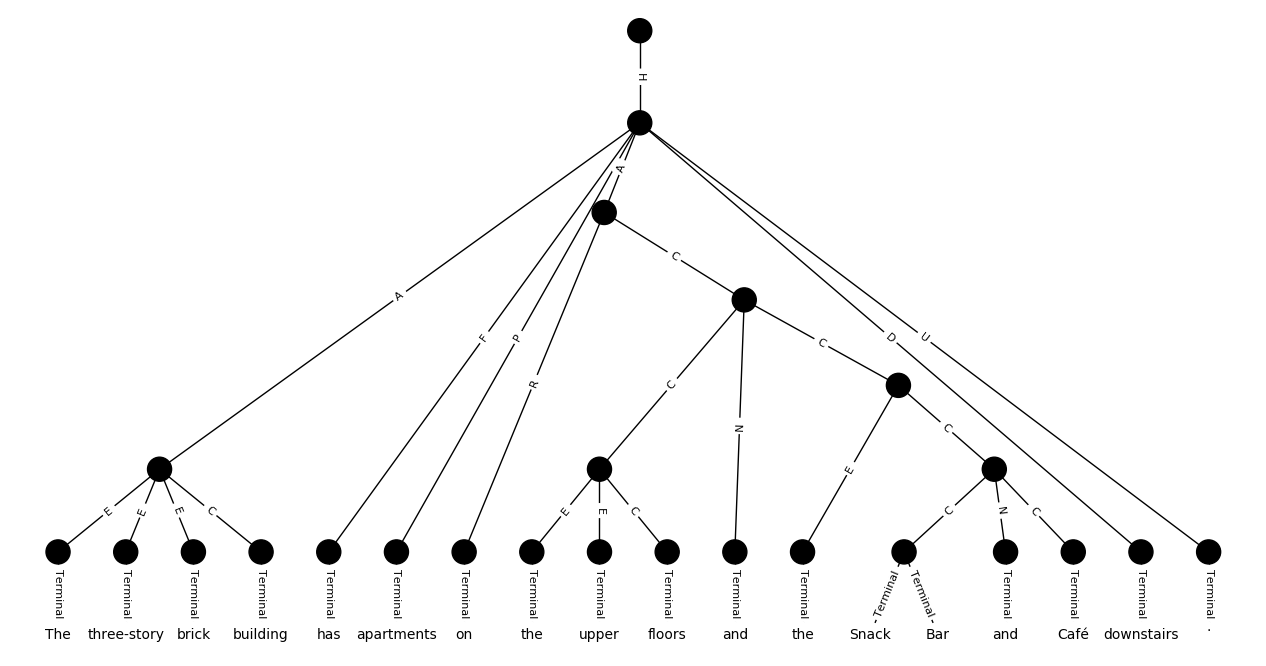 H
A
A
C
A
F
P
R
C
C
D
U
C
N
E
C
E
E
E
C
E
E
C
C
N
C
Terminal Terminal Terminal Terminal Terminal Terminal Terminal Terminal Terminal Terminal Terminal Terminal Terminal Terminal Terminal Terminal Terminal Terminal
The three-story brick building has apartments on the upper floors and the Snack Bar and Café downstairs .